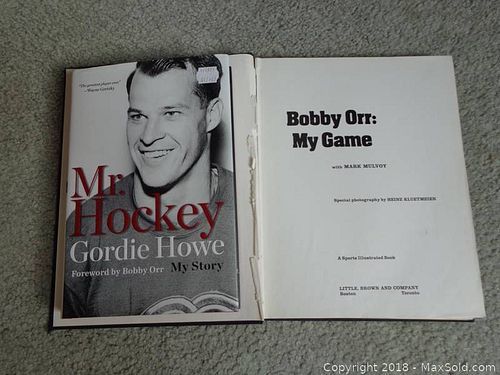 "The greatest player ever"
—Wayne Gretzky
Mr.
Hockey
Gordie Howe
Foreword by Bobby Orr My Story
Bobby Orr:
My Game
with MARK MULVOY
Special photography by HEINZ KLUETMEIER
A Sports Illustrated Book
LITTLE, BROWN AND COMPANY
Boston Toronto
Copyright © 2018 - MaxSold.com